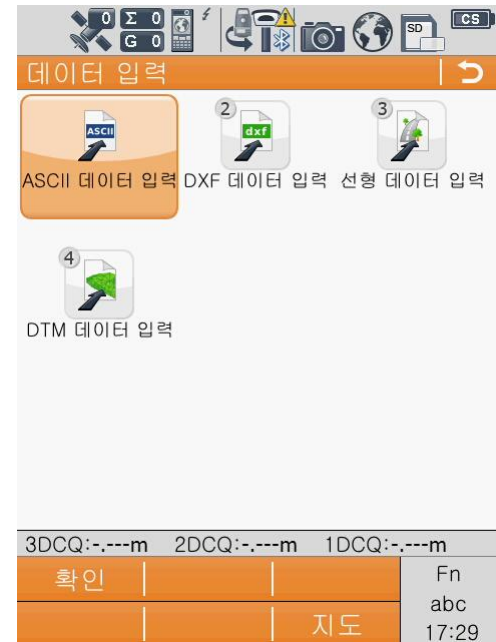 0 Σ 0
G 0
SD
CS
데이터 입력
ASCII
2
dxf
3
ASCII 데이터 입력 DXF 데이터 입력 선형 데이터 입력
4
DTM 데이터 입력
3DCQ:-.---m 2DCQ:-.---m 1DCQ:-.---m
확인
Fn
abc
지도
17:29